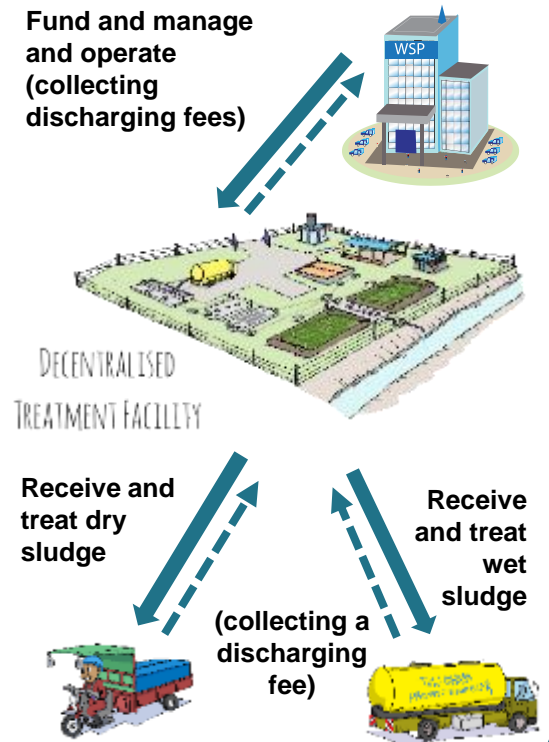 Fund and manage
and operate
(collecting
discharging fees)
WSP
DECENTRALISED
TREATMENT FACILITY
Receive and
treat dry
sludge
Receive
and treat
wet
sludge
(collecting a
discharging
fee)